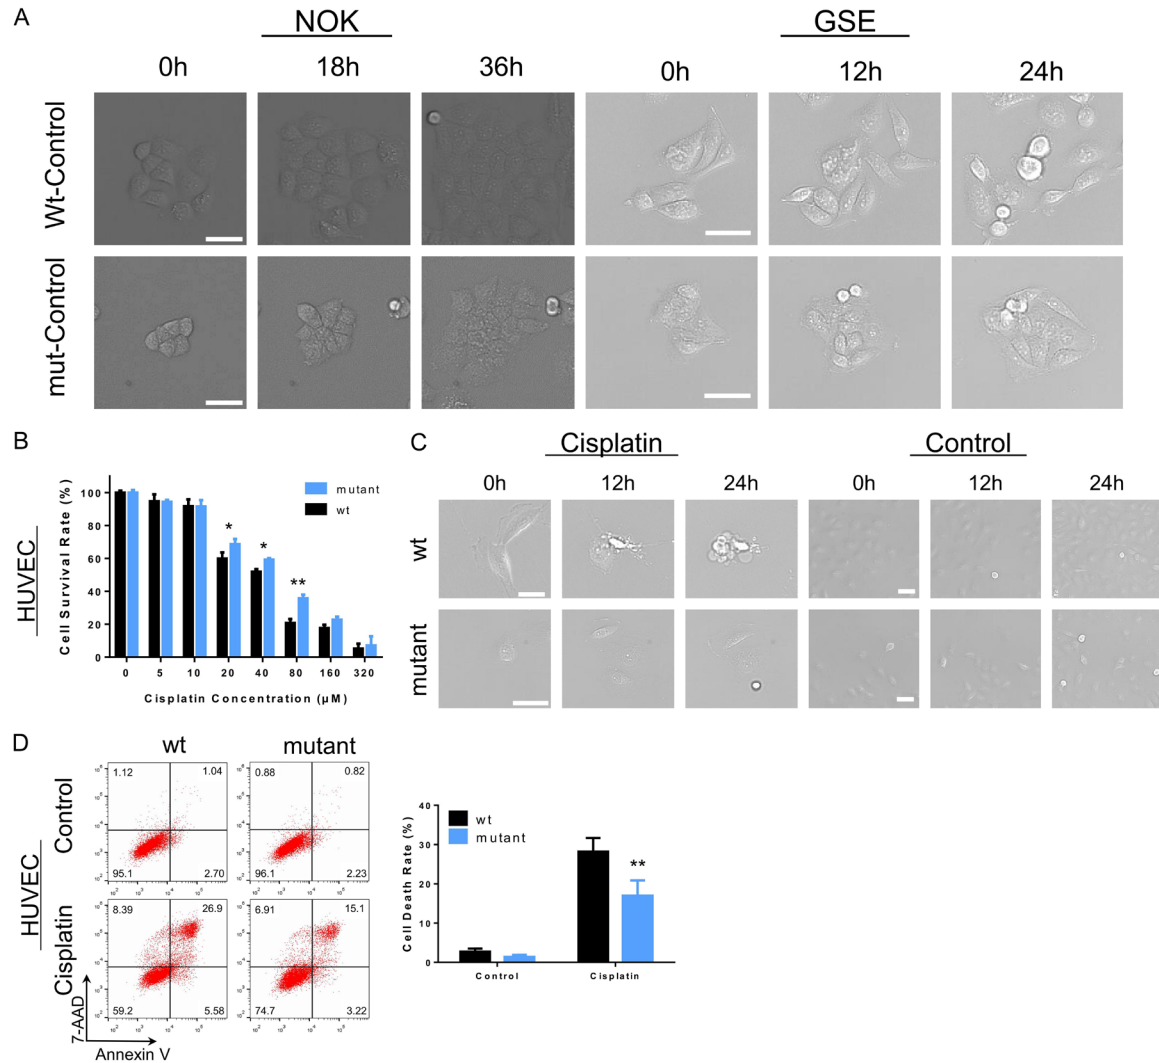 A
NOK
GSE
0h
18h
36h
0h
12h
24h
Wt-Control
mut-Control
B
HUVEC
Cell Survival Rate (%)
100
80
60
40
20
0
mutant
wt
*
*
**
0 5 10 20 40 80 160 320
Cisplatin Concentration (µM)
C
Cisplatin
Control
0h
12h
24h
0h
12h
24h
wt
mutant
D
wt
mutant
HUVEC
Control
Cisplatin
1.12
1.04
95.1
2.70
0.88
0.82
96.1
2.23
8.39
26.9
59.2
5.58
6.91
15.1
74.7
3.22
7-AAD
Annexin V
Cell Death Rate (%)
40
30
20
10
0
wt
mutant
**
Control
Cisplatin